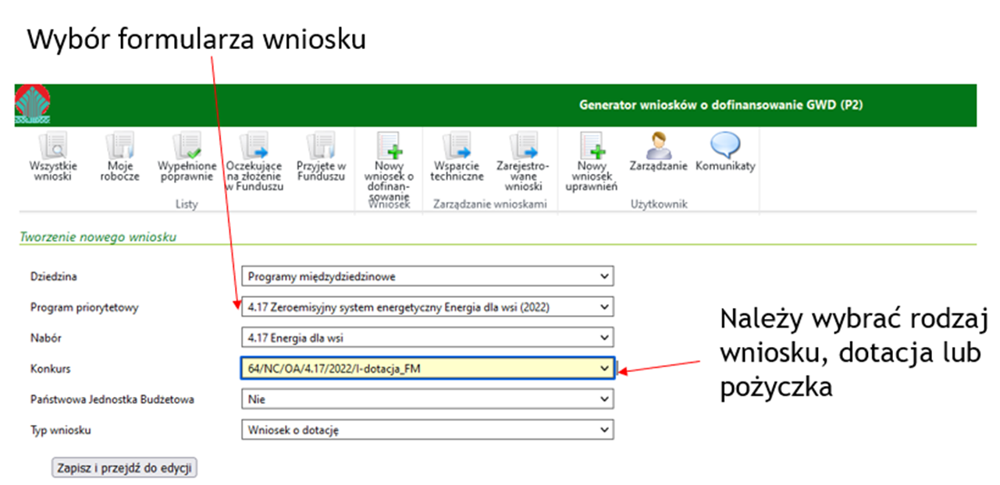 Wybór formularza wniosku
Generator wniosków o dofinansowanie GWD (P2)
Wszystkie
wnioski
Moje
robocze
Wypełnione
poprawnie
Oczekujące
na złożenie
w Funduszu
Przyjęte w
Funduszu
Listy
Nowy
wniosek o
dofinan-
sowanie
Wniosek
Wsparcie
techniczne
Zarejestro-
wane
wnioski
Zarządzanie wnioskami
Nowy
wniosek
uprawnień
Zarządzanie
Komunikaty
Użytkownik
Tworzenie nowego wniosku
Dziedzina Programy międzydziedzinowe
Program priorytetowy 4.17 Zeroemisyjny system energetyczny Energia dla wsi (2022)
Nabór 4.17 Energia dla wsi
Konkurs 64/NC/OA/4.17/2022/I-dotacja_FM
Państwowa Jednostka Budżetowa Nie
Typ wniosku Wniosek o dotację
Zapisz i przejdź do edycji
Należy wybrać rodzaj
wniosku, dotacja lub
pożyczka